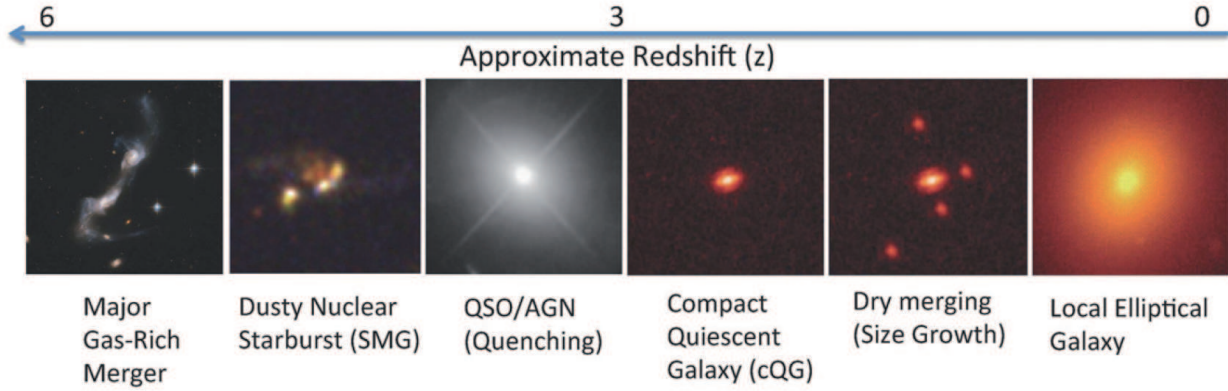 6 3 0
Approximate Redshift (z)
Major
Gas-Rich
Merger
Dusty Nuclear
Starburst (SMG)
QSO/AGN
(Quenching)
Compact
Quiescent
Galaxy (cQG)
Dry merging
(Size Growth)
Local Elliptical
Galaxy